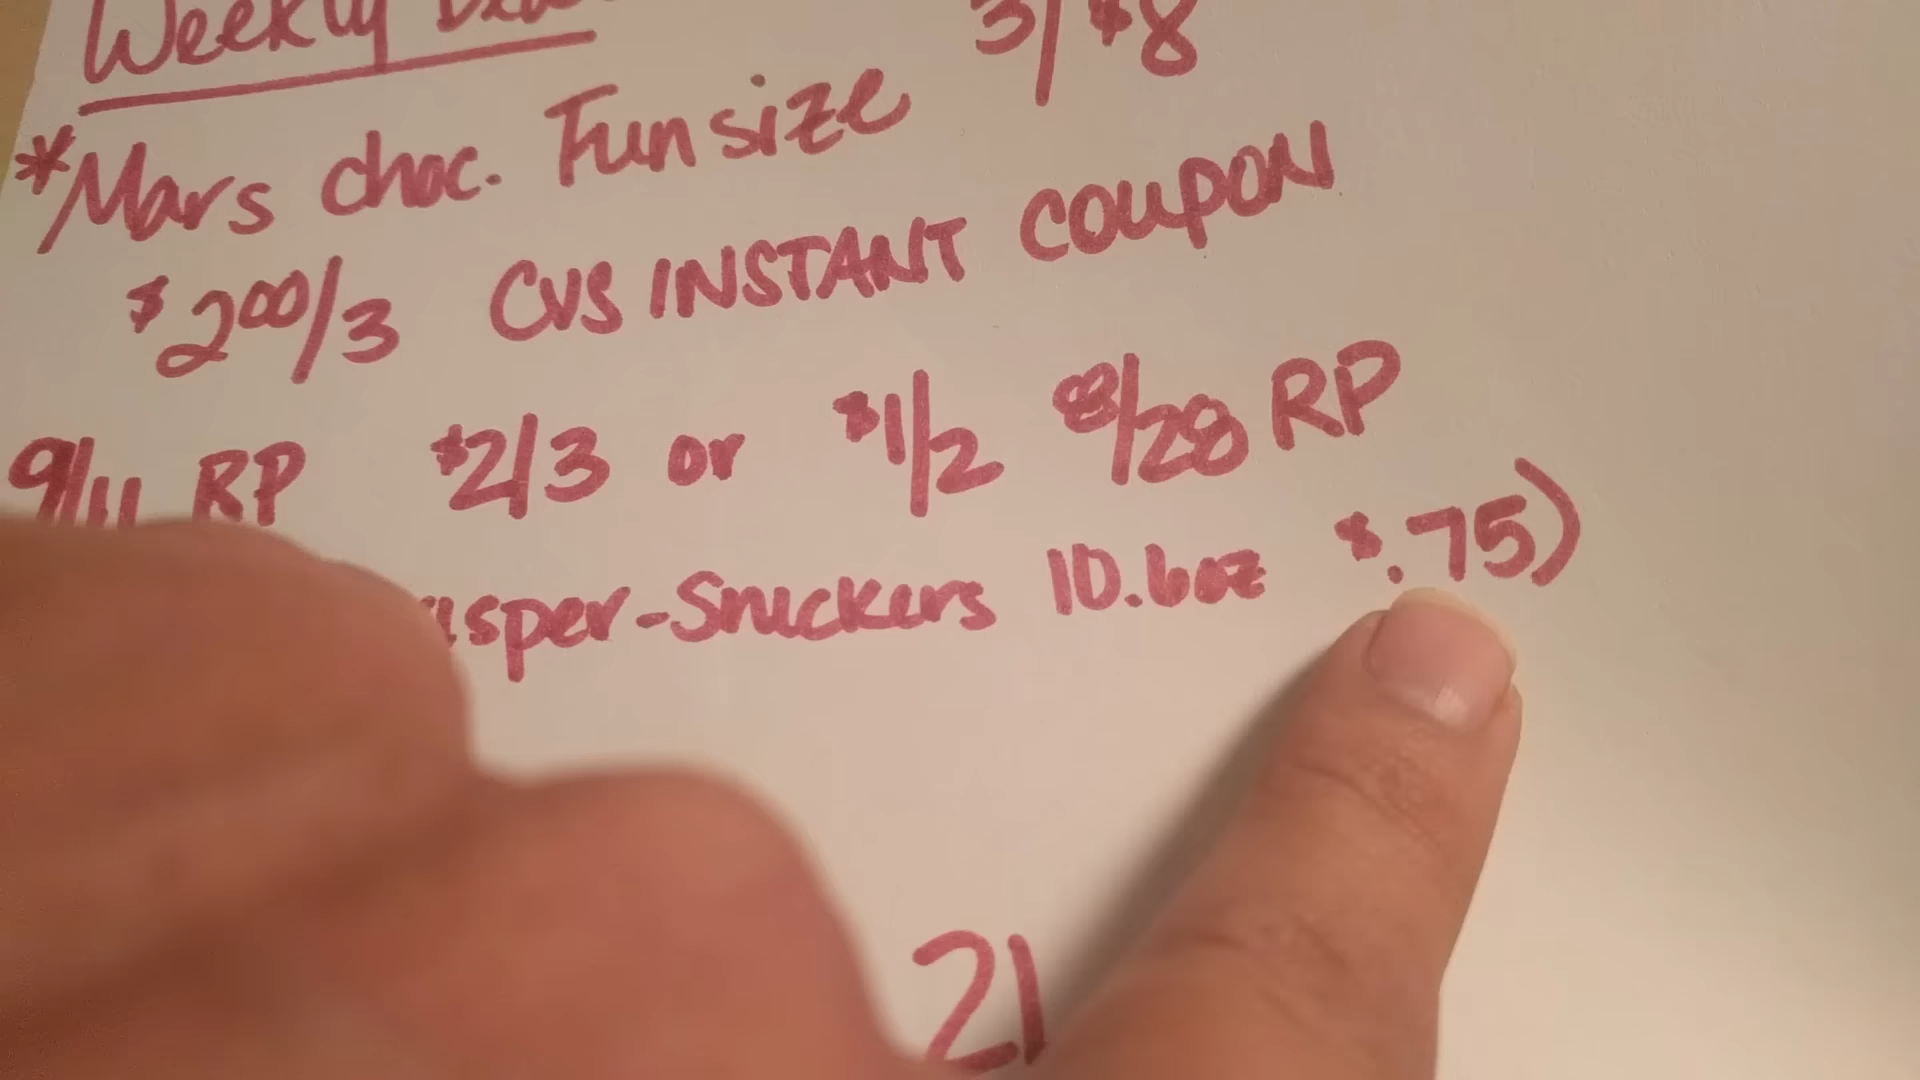 Weekly
3/$8
*Mars choc. Fun size
$2.00/3 CVS INSTANT COUPON
9/11 RP $2/3 or $1/2 8/28 RP
asper-Snickers 10.6oz $.75)
21